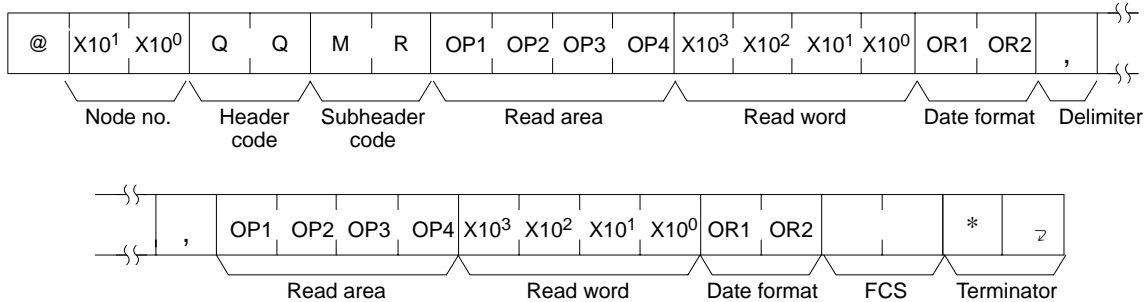 @ X10¹ X10⁰ Q Q M R OP1 OP2 OP3 OP4 X10³ X10² X10¹ X10⁰ OR1 OR2 ,
Node no. Header code Subheader code Read area Read word Date format Delimiter
, OP1 OP2 OP3 OP4 X10³ X10² X10¹ X10⁰ OR1 OR2 *
Read area Read word Date format FCS Terminator